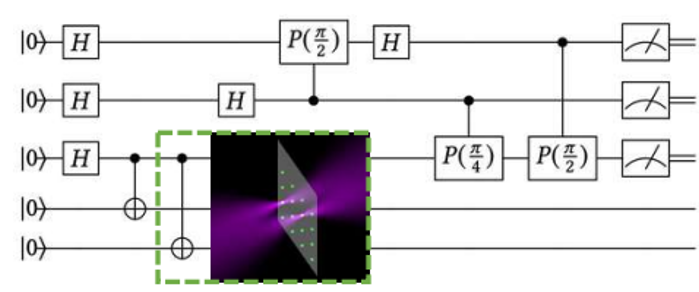 |0⟩ H P(π/2) H
|0⟩ H H
|0⟩ H P(π/4) P(π/2)
|0⟩
|0⟩